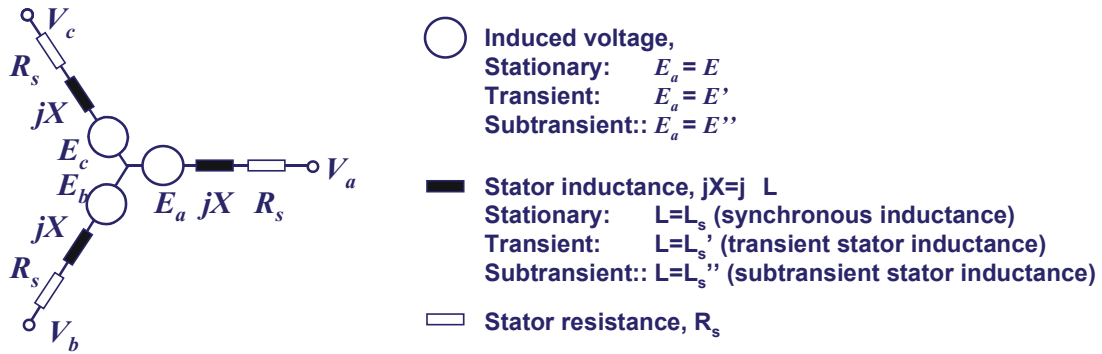 V_c
R_s
jX
E_c
E_b
jX
R_s
V_b
E_a jX R_s
V_a
Induced voltage,
Stationary: E_a = E
Transient: E_a = E'
Subtransient:: E_a = E''
Stator inductance, jX=j L
Stationary: L=L_s (synchronous inductance)
Transient: L=L_s' (transient stator inductance)
Subtransient:: L=L_s'' (subtransient stator inductance)
Stator resistance, R_s